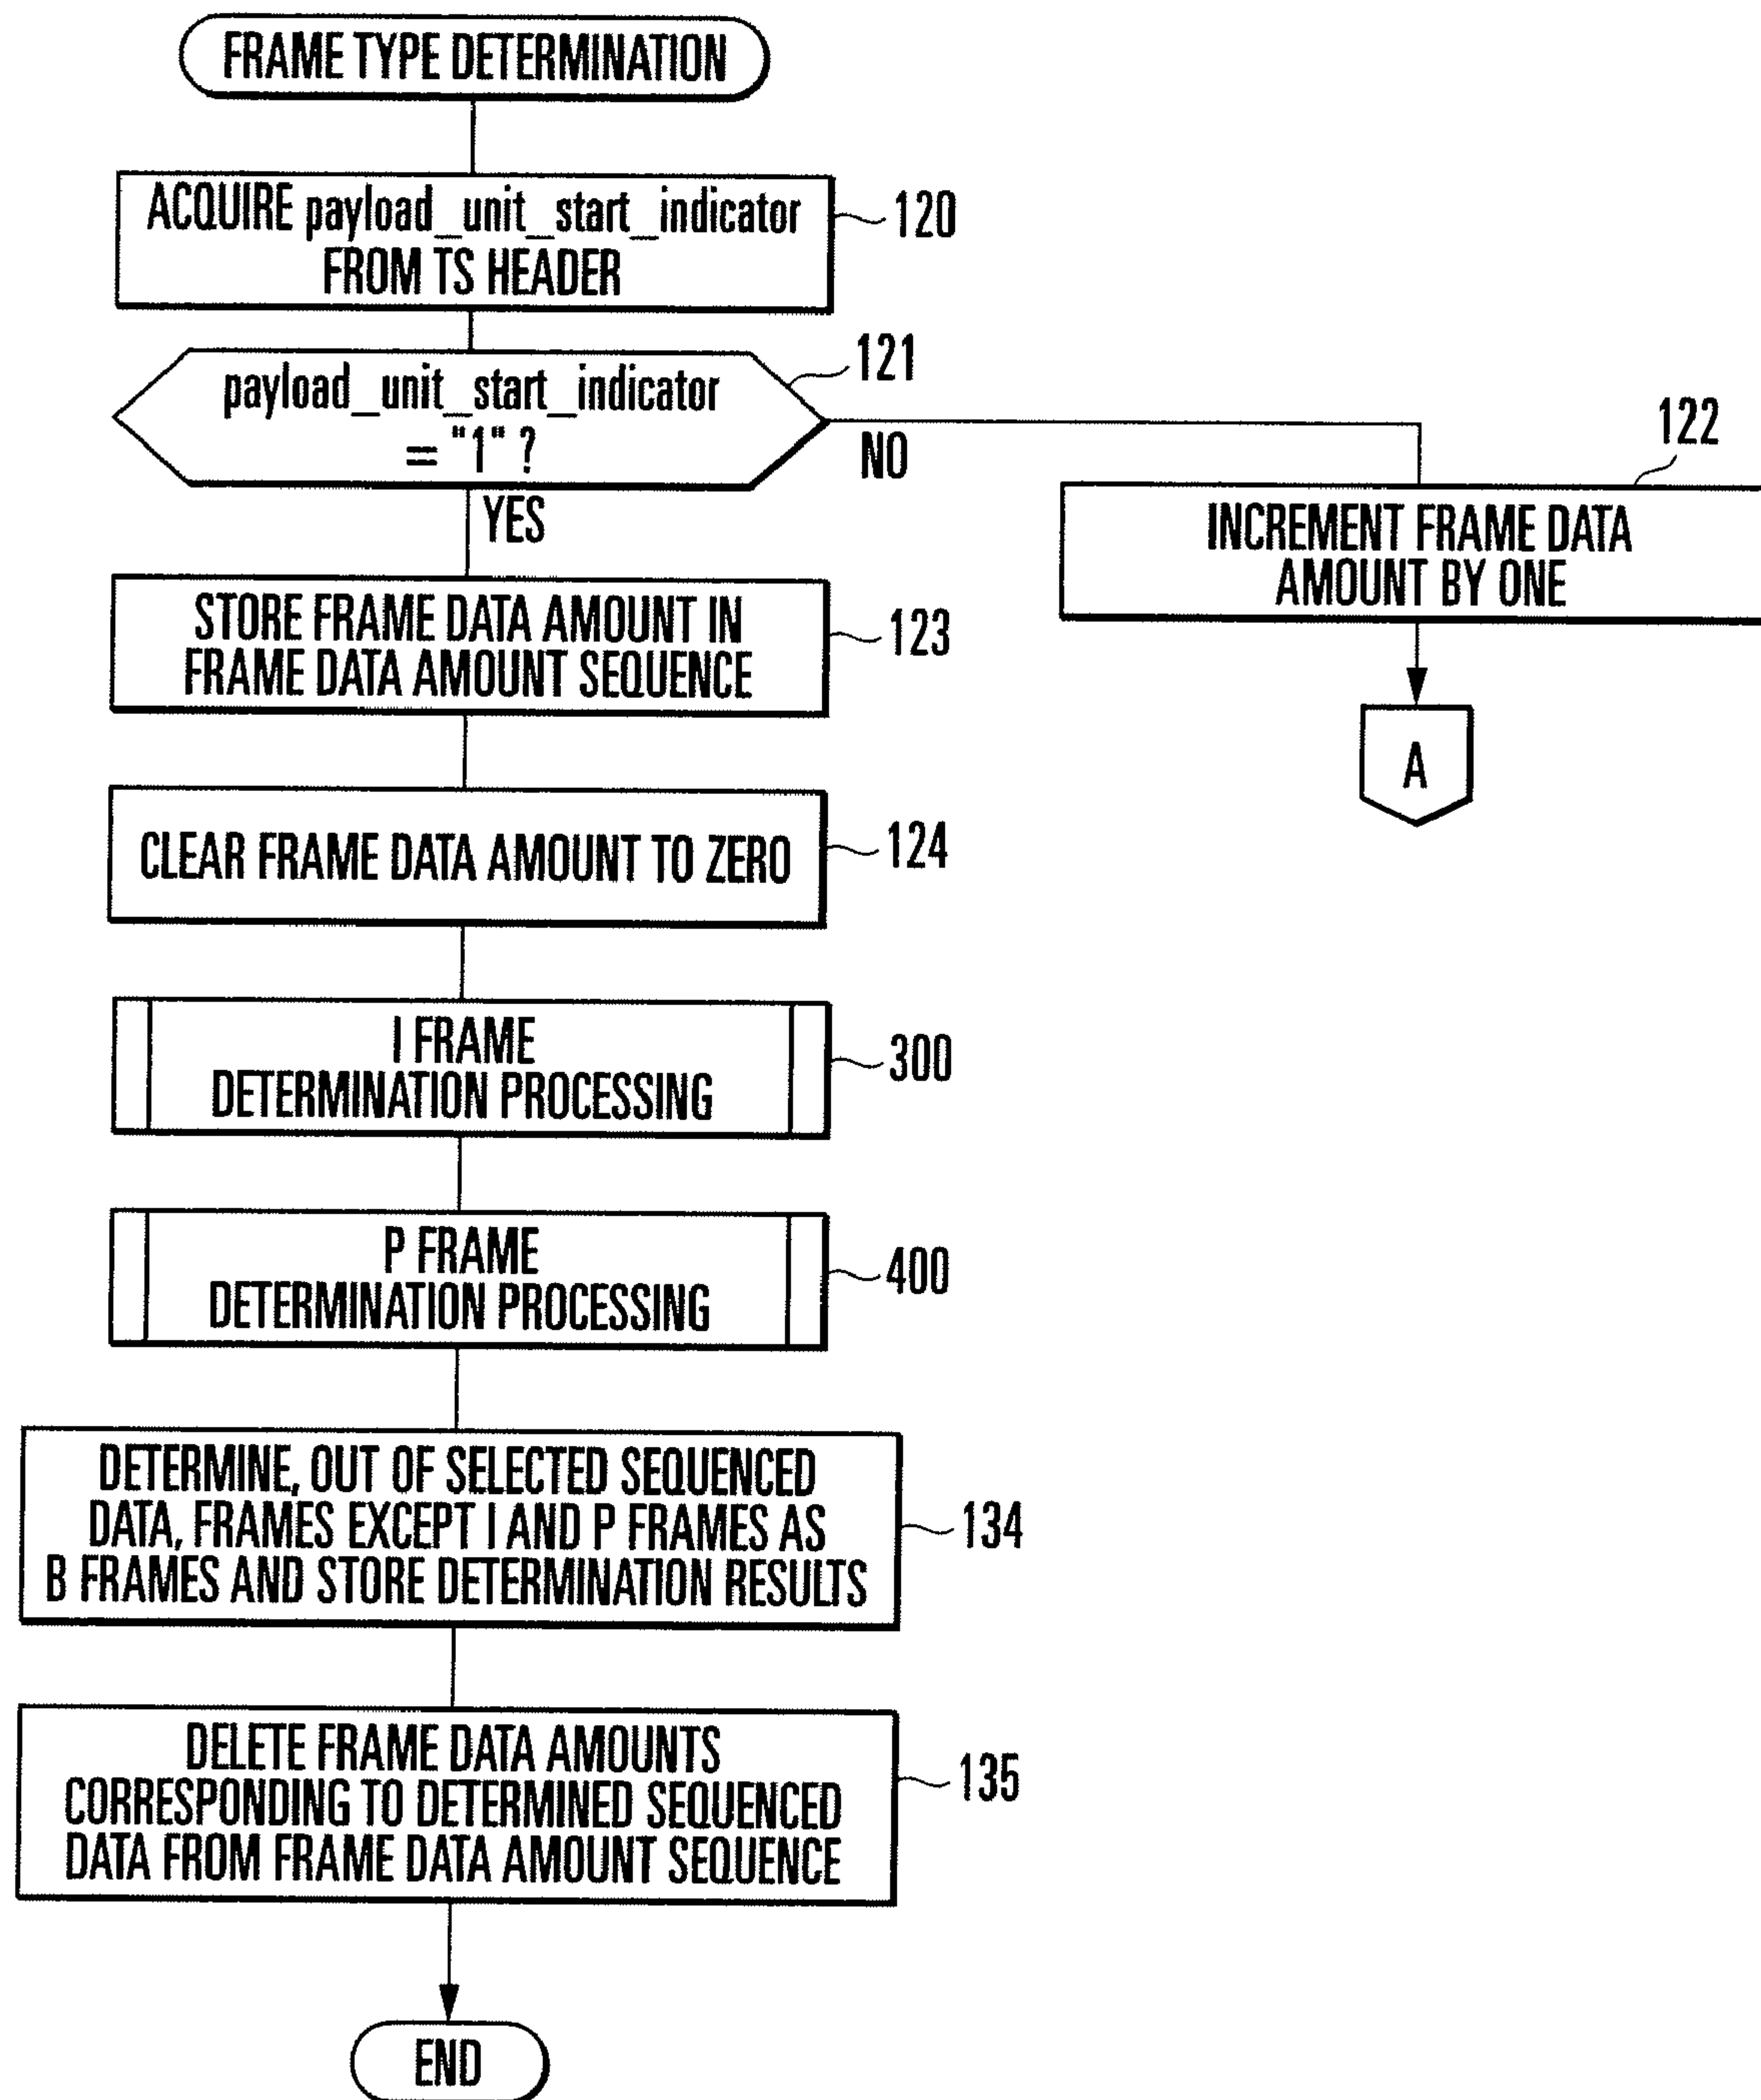 FRAME TYPE DETERMINATION
ACQUIRE payload_unit_start_indicator
FROM TS HEADER
120
payload_unit_start_indicator
= "1" ?
121
NO
YES
122
INCREMENT FRAME DATA
AMOUNT BY ONE
A
STORE FRAME DATA AMOUNT IN
FRAME DATA AMOUNT SEQUENCE
123
CLEAR FRAME DATA AMOUNT TO ZERO
124
I FRAME
DETERMINATION PROCESSING
300
P FRAME
DETERMINATION PROCESSING
400
DETERMINE, OUT OF SELECTED SEQUENCED
DATA, FRAMES EXCEPT I AND P FRAMES AS
B FRAMES AND STORE DETERMINATION RESULTS
134
DELETE FRAME DATA AMOUNTS
CORRESPONDING TO DETERMINED SEQUENCED
DATA FROM FRAME DATA AMOUNT SEQUENCE
135
END